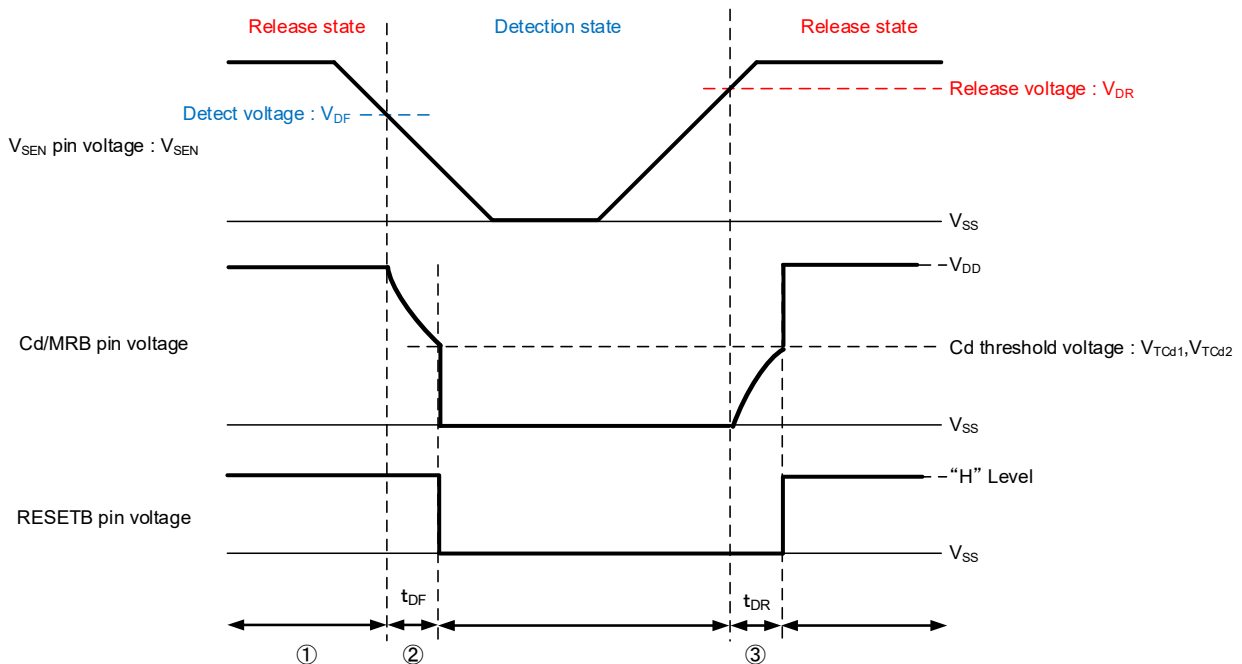 Release state
Detection state
Release state
Release voltage : VDR
Detect voltage : VDF
VSEN pin voltage : VSEN
VSS
VDD
Cd/MRB pin voltage
Cd threshold voltage : VTCd1,VTCd2
VSS
“H” Level
RESETB pin voltage
VSS
tDF
tDR
①
②
③